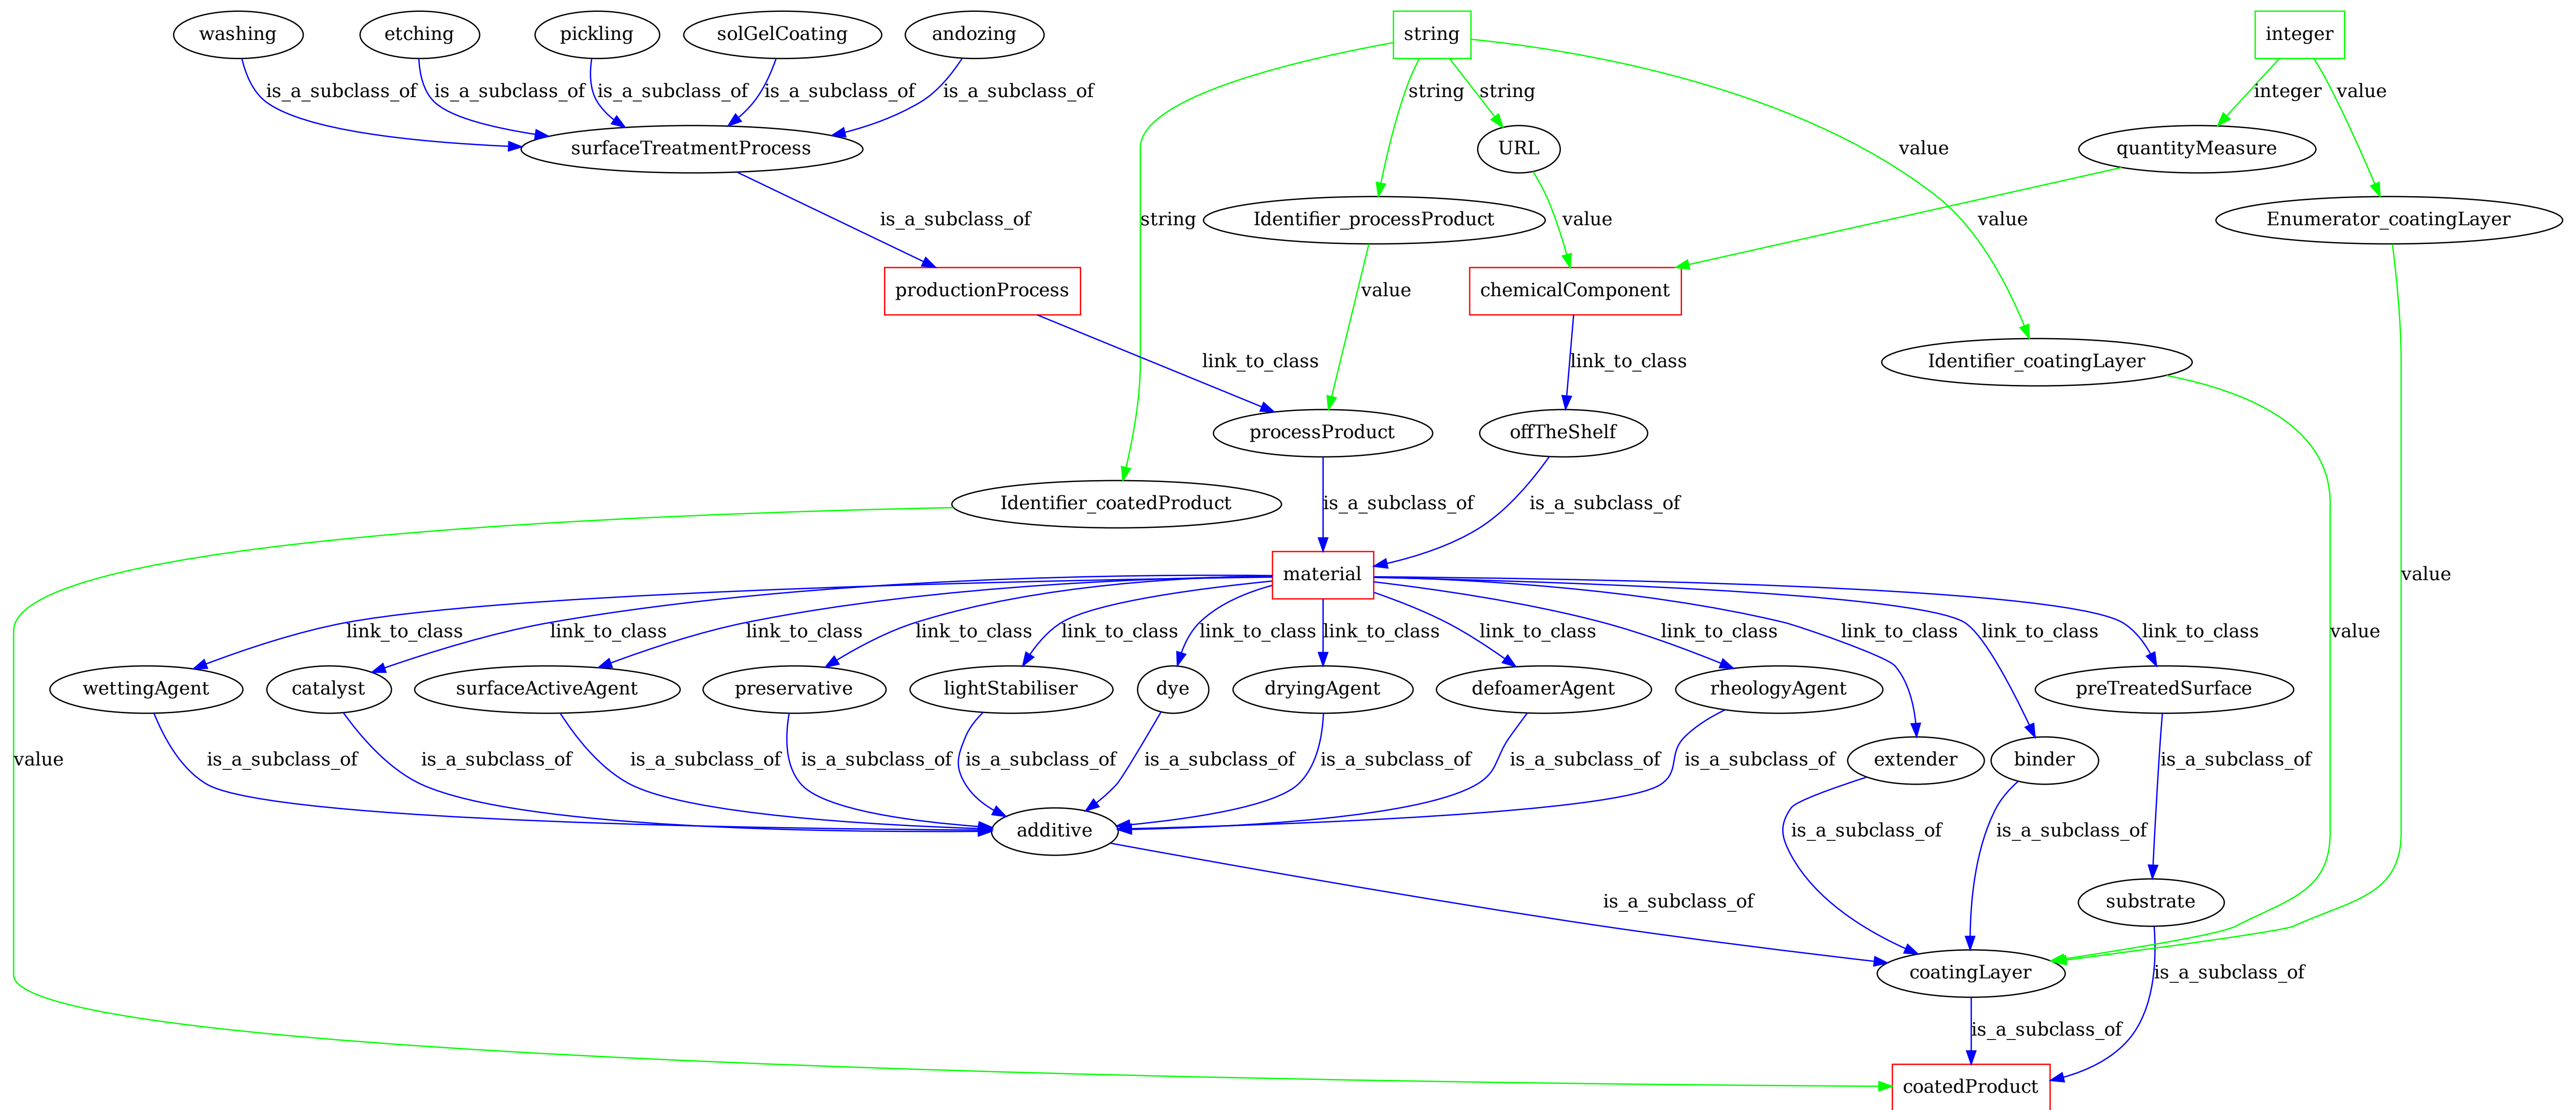 washing
etching
pickling
solGelCoating
andozing
string
integer
is_a_subclass_of
is_a_subclass_of
is_a_subclass_of
is_a_subclass_of
is_a_subclass_of
string
string
integer
value
surfaceTreatmentProcess
URL
value
quantityMeasure
is_a_subclass_of
string
Identifier_processProduct
value
value
Enumerator_coatingLayer
productionProcess
value
chemicalComponent
link_to_class
link_to_class
Identifier_coatingLayer
processProduct
offTheShelf
Identifier_coatedProduct
is_a_subclass_of
is_a_subclass_of
material
value
link_to_class
link_to_class
link_to_class
link_to_class
link_to_class
link_to_class
link_to_class
link_to_class
link_to_class
link_to_class
link_to_class
link_to_class
value
wettingAgent
catalyst
surfaceActiveAgent
preservative
lightStabiliser
dye
dryingAgent
defoamerAgent
rheologyAgent
preTreatedSurface
value
is_a_subclass_of
is_a_subclass_of
is_a_subclass_of
is_a_subclass_of
is_a_subclass_of
is_a_subclass_of
is_a_subclass_of
is_a_subclass_of
is_a_subclass_of
extender
binder
is_a_subclass_of
additive
is_a_subclass_of
is_a_subclass_of
is_a_subclass_of
substrate
coatingLayer
is_a_subclass_of
is_a_subclass_of
coatedProduct